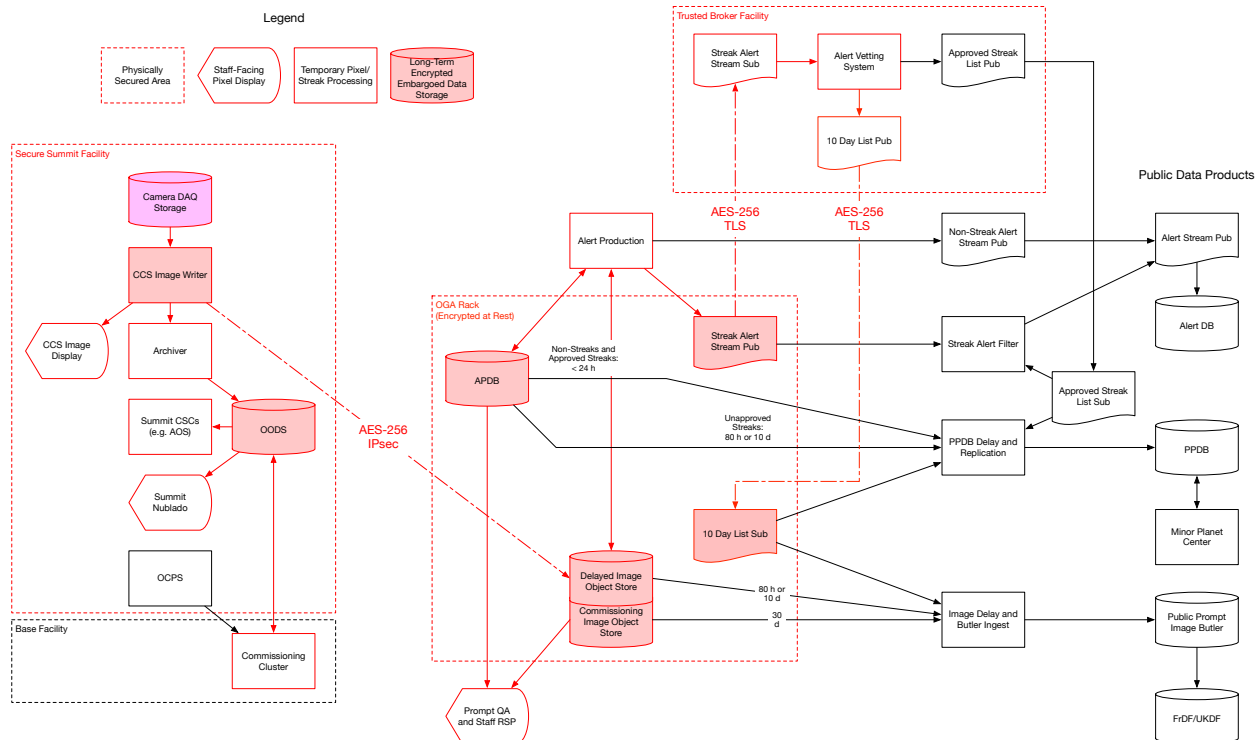 Legend
Physically
Secured Area
Staff-Facing
Pixel Display
Temporary Pixel/
Streak Processing
Long-Term
Encrypted
Embargoed Data
Storage
Trusted Broker Facility
Streak Alert
Stream Sub
Alert Vetting
System
Approved Streak
List Pub
10 Day List Pub
Secure Summit Facility
Camera DAQ
Storage
CCS Image Writer
CCS Image
Display
Archiver
Summit CSCs
(e.g. AOS)
OODS
Summit
Nublado
OCPS
Base Facility
Commissioning
Cluster
AES-256
IPsec
AES-256
TLS
AES-256
TLS
Alert Production
OGA Rack
(Encrypted at Rest)
Streak Alert
Stream Pub
Non-Streaks and
Approved Streaks:
< 24 h
APDB
Unapproved
Streaks:
80 h or 10 d
10 Day List Sub
Delayed Image
Object Store
Commissioning
Image Object
Store
80 h or
10 d
30
d
Prompt QA
and Staff RSP
Public Data Products
Non-Streak Alert
Stream Pub
Alert Stream Pub
Alert DB
Streak Alert Filter
Approved Streak
List Sub
PPDB Delay and
Replication
PPDB
Minor Planet
Center
Image Delay and
Butler Ingest
Public Prompt
Image Butler
FrDF/UKDF